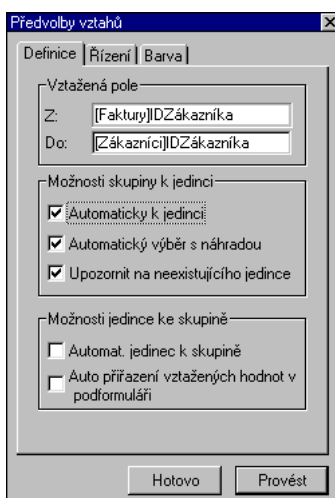 Předvolby vztahů
Definice Řízení Barva
Vztažená pole
Z: [Faktury]IDZákazníka
Do: [Zákazníci]IDZákazníka
Možnosti skupiny k jedinci
Automaticky k jedinci
Automatický výběr s náhradou
Upozornit na neexistujícího jedince
Možnosti jedince ke skupině
Automat. jedinec k skupině
Auto přiřazení vztažených hodnot v
podformuláři
Hotovo Provést